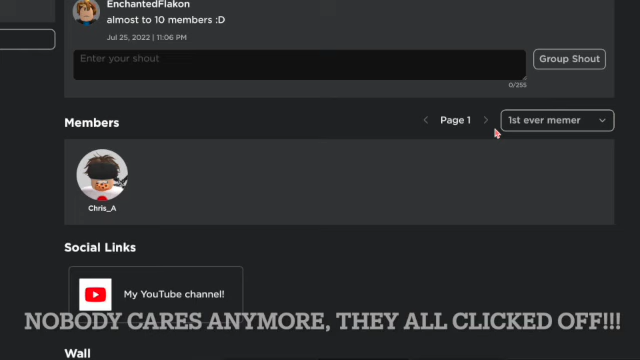 EnchantedFlakon
almost to 10 members :D
Jul 25, 2022 | 11:06 PM
Enter your shout
Group Shout
0/255
Members
Page 1
1st ever memer
Chris_A
Social Links
My YouTube channel!
NOBODY CARES ANYMORE, THEY ALL CLICKED OFF!!!
Wall